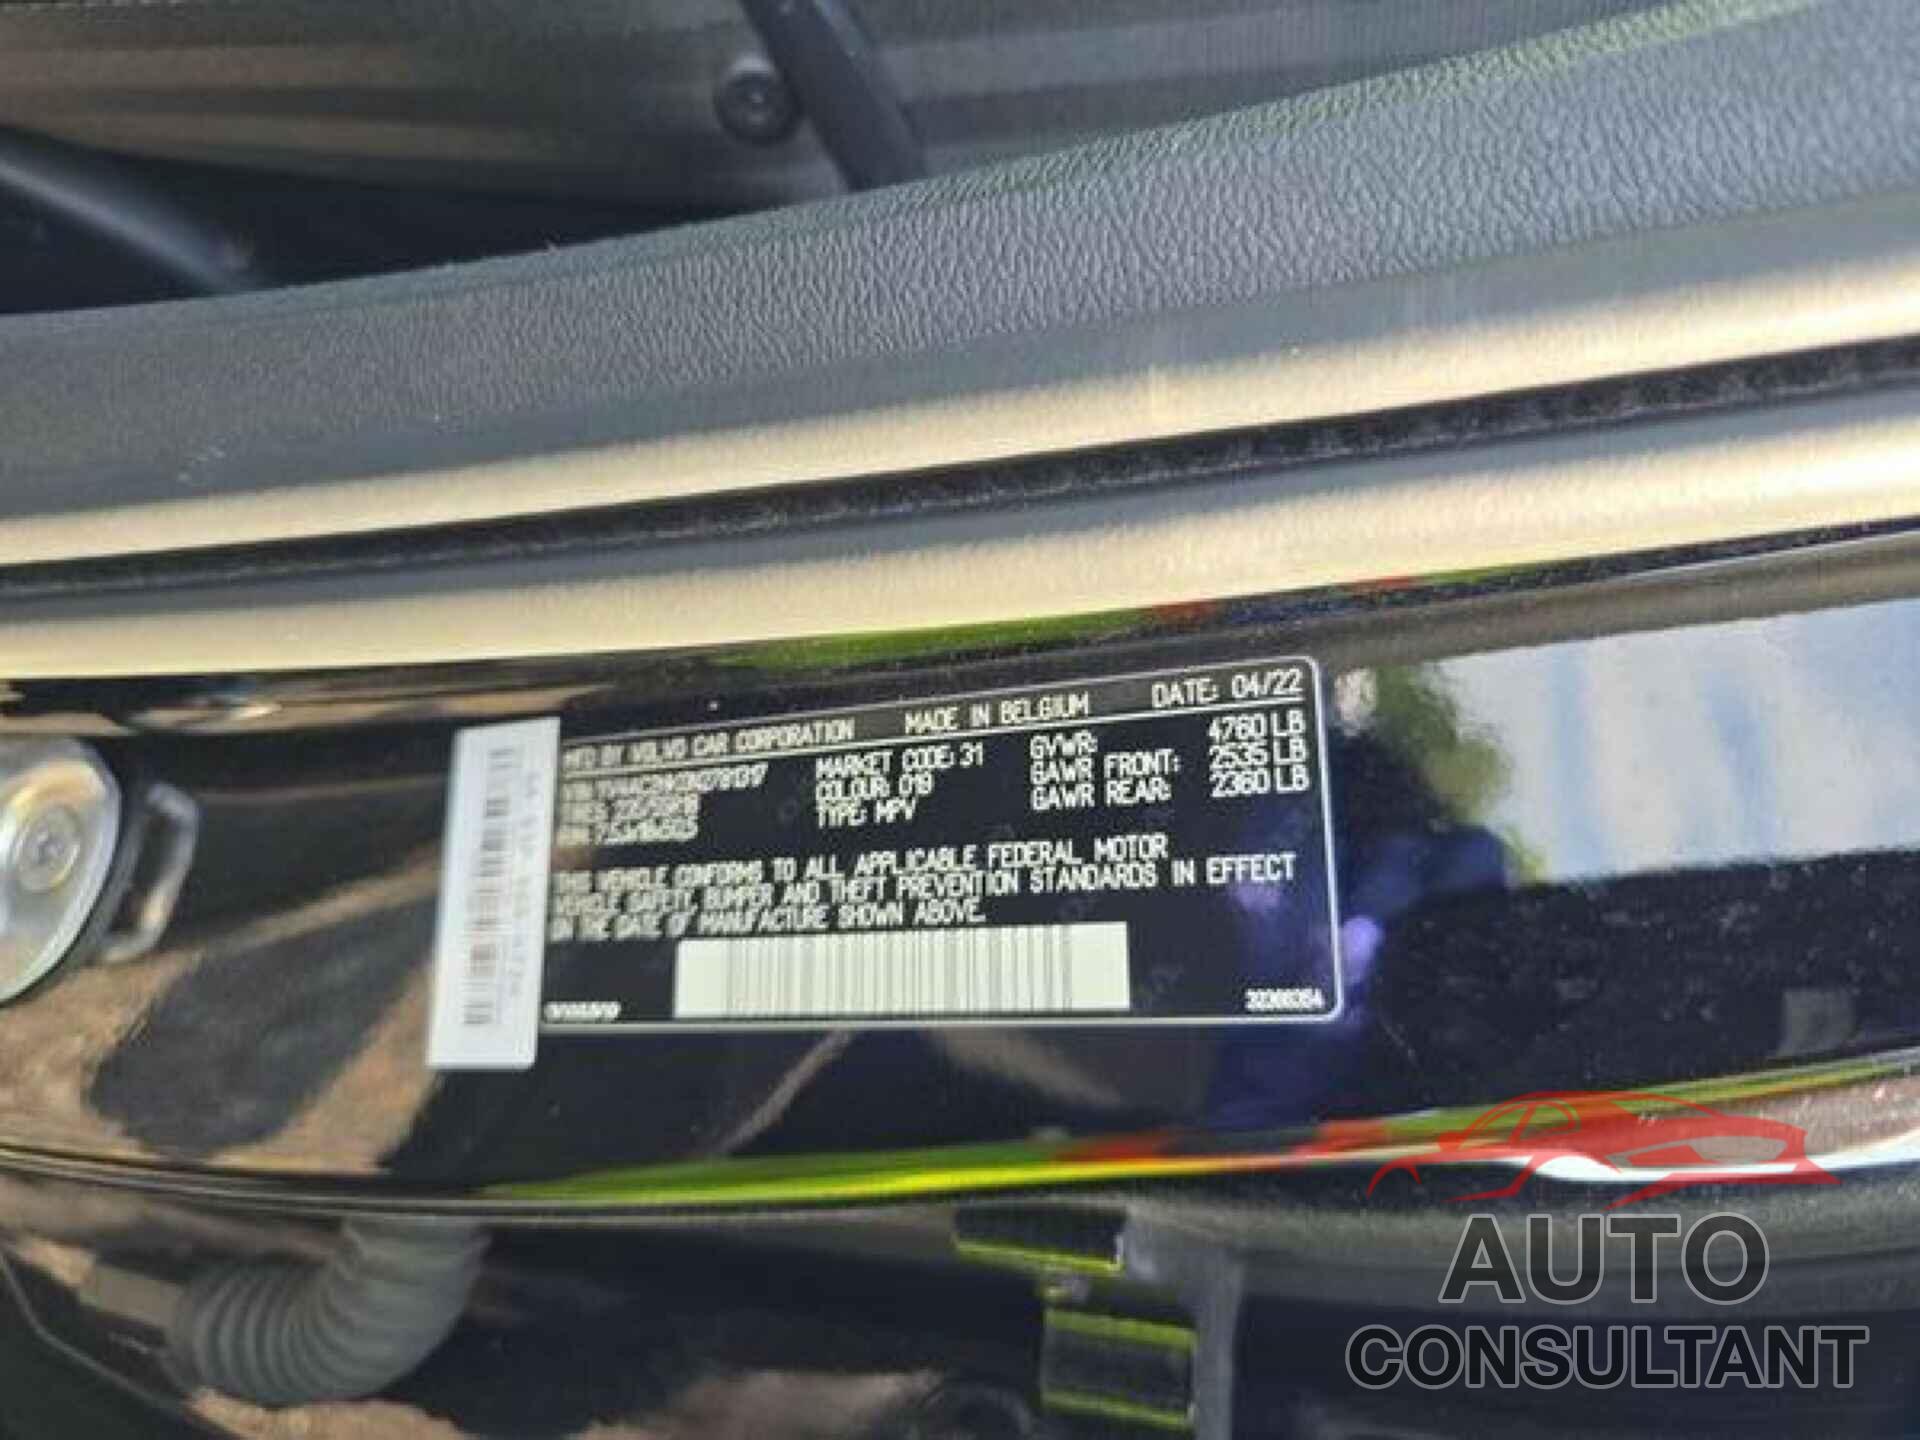 MFD BY VOLVO CAR CORPORATION MADE IN BELGIUM DATE: 04/22
VIN: MARKET CODE: 31 GVWR: 4760 LB
TIRES: COLOUR: 019 GAWR FRONT: 2535 LB
TYPE: MPV GAWR REAR: 2360 LB
THIS VEHICLE CONFORMS TO ALL APPLICABLE FEDERAL MOTOR
VEHICLE SAFETY, BUMPER AND THEFT PREVENTION STANDARDS IN EFFECT
ON THE DATE OF MANUFACTURE SHOWN ABOVE.
AUTO
CONSULTANT